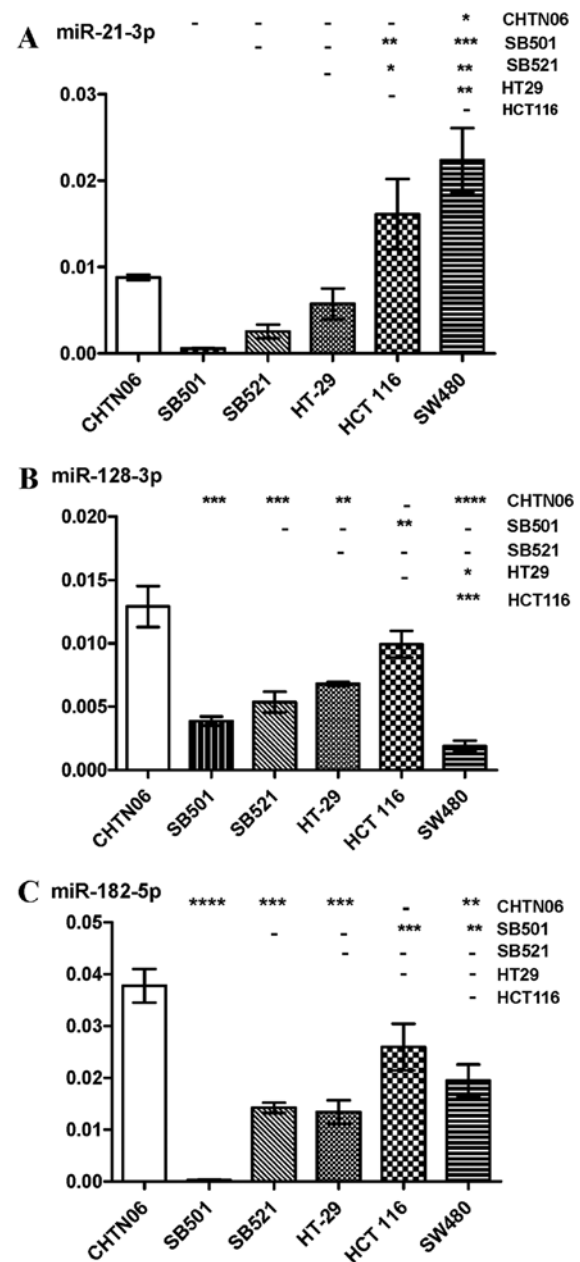 A miR-21-3p
- - - - * CHTN06
- - ** *** SB501
- * ** SB521
- ** HT29
- HCT116
0.03
0.02
0.01
0.00
CHTN06 SB501 SB521 HT-29 HCT 116 SW480
B miR-128-3p
*** *** ** - **** CHTN06
- - ** - SB501
- - - SB521
- * HT29
*** HCT116
0.020
0.015
0.010
0.005
0.000
CHTN06 SB501 SB521 HT-29 HCT 116 SW480
C miR-182-5p
**** *** *** - ** CHTN06
- - *** ** SB501
- - - SB521
- - HT29
- HCT116
0.05
0.04
0.03
0.02
0.01
0.00
CHTN06 SB501 SB521 HT-29 HCT 116 SW480